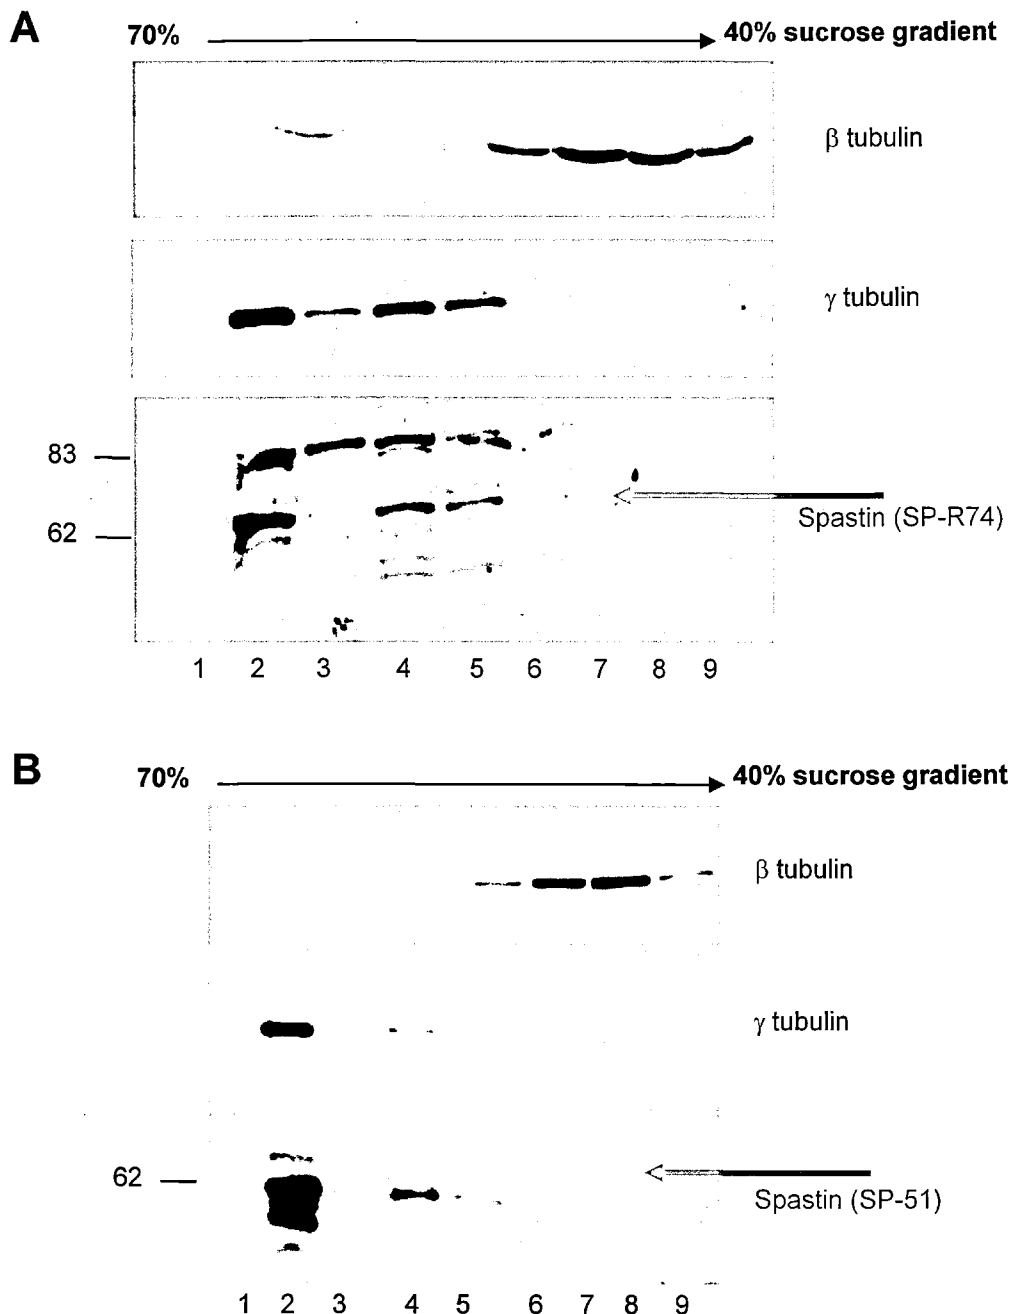 A
70% 40% sucrose gradient
β tubulin
γ tubulin
83
62
Spastin (SP-R74)
1 2 3 4 5 6 7 8 9
B
70% 40% sucrose gradient
β tubulin
γ tubulin
62
Spastin (SP-51)
1 2 3 4 5 6 7 8 9